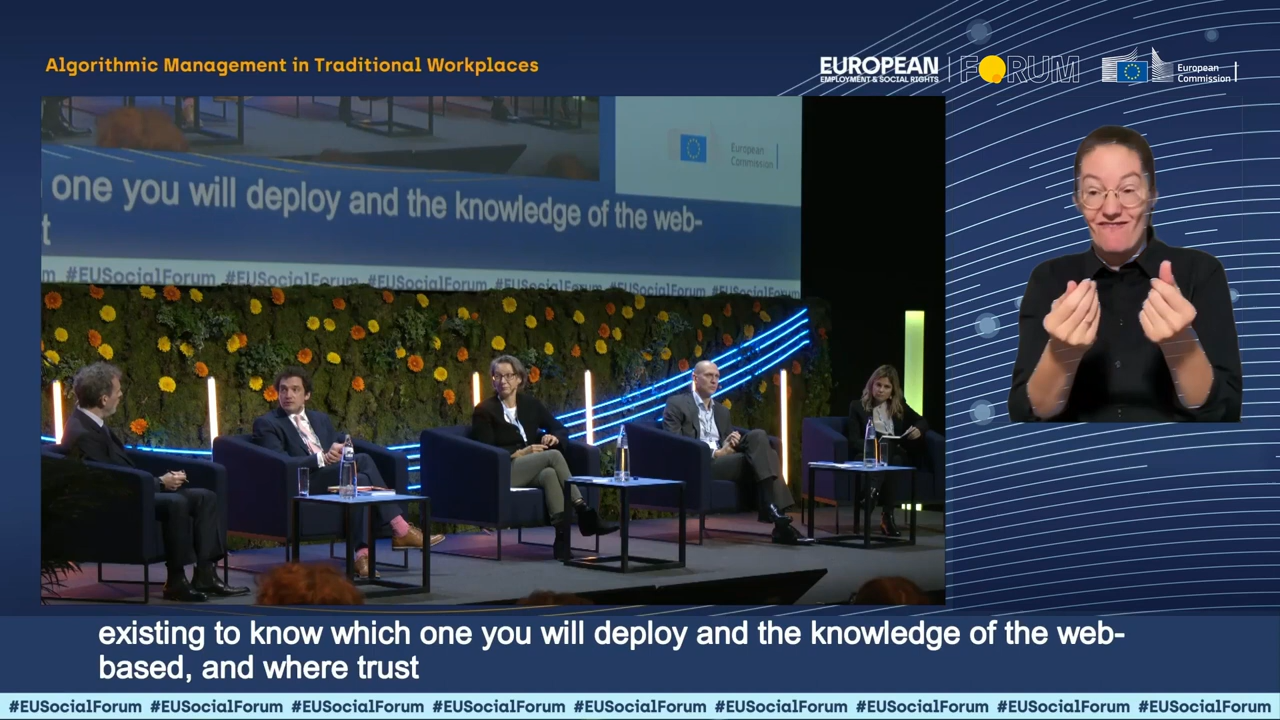 Algorithmic Management in Traditional Workplaces
EUROPEAN
EMPLOYMENT & SOCIAL RIGHTS
FORUM
European
Commission
European
Commission
one you will deploy and the knowledge of the web-
t
m #EUSocialForum #EUSocialForum #EUSocialForum #EUSocialForum #EUSocialForum #EUSocialForum
existing to know which one you will deploy and the knowledge of the web-
based, and where trust
#EUSocialForum #EUSocialForum #EUSocialForum #EUSocialForum #EUSocialForum #EUSocialForum #EUSocialForum #EUSocialForum #EUSocialForum